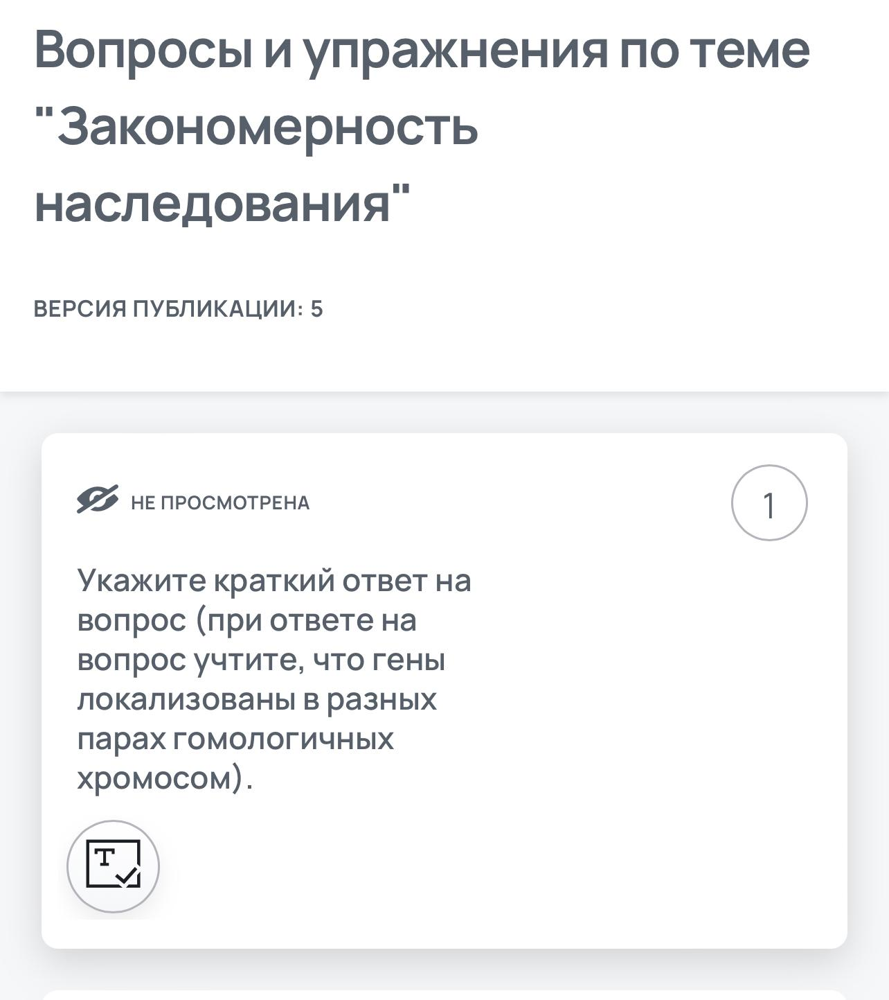 Вопросы и упражнения по теме
"Закономерность
наследования"
ВЕРСИЯ ПУБЛИКАЦИИ: 5
НЕ ПРОСМОТРЕНА
1
Укажите краткий ответ на
вопрос (при ответе на
вопрос учтите, что гены
локализованы в разных
парах гомологичных
хромосом).
T